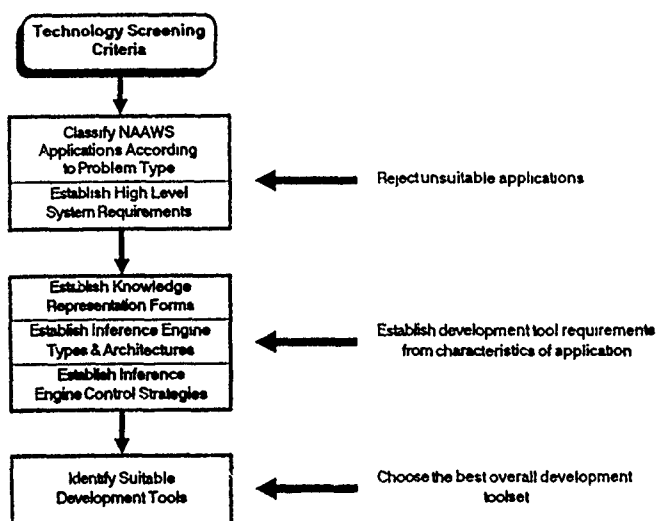 Technology Screening
Criteria
Classify NAAWS
Applications According
to Problem Type
Establish High Level
System Requirements
Reject unsuitable applications
Establish Knowledge
Representation Forms
Establish Inference Engine
Types & Architectures
Establish Inference
Engine Control Strategies
Establish development tool requirements
from characteristics of application
Identify Suitable
Development Tools
Choose the best overall development
toolset